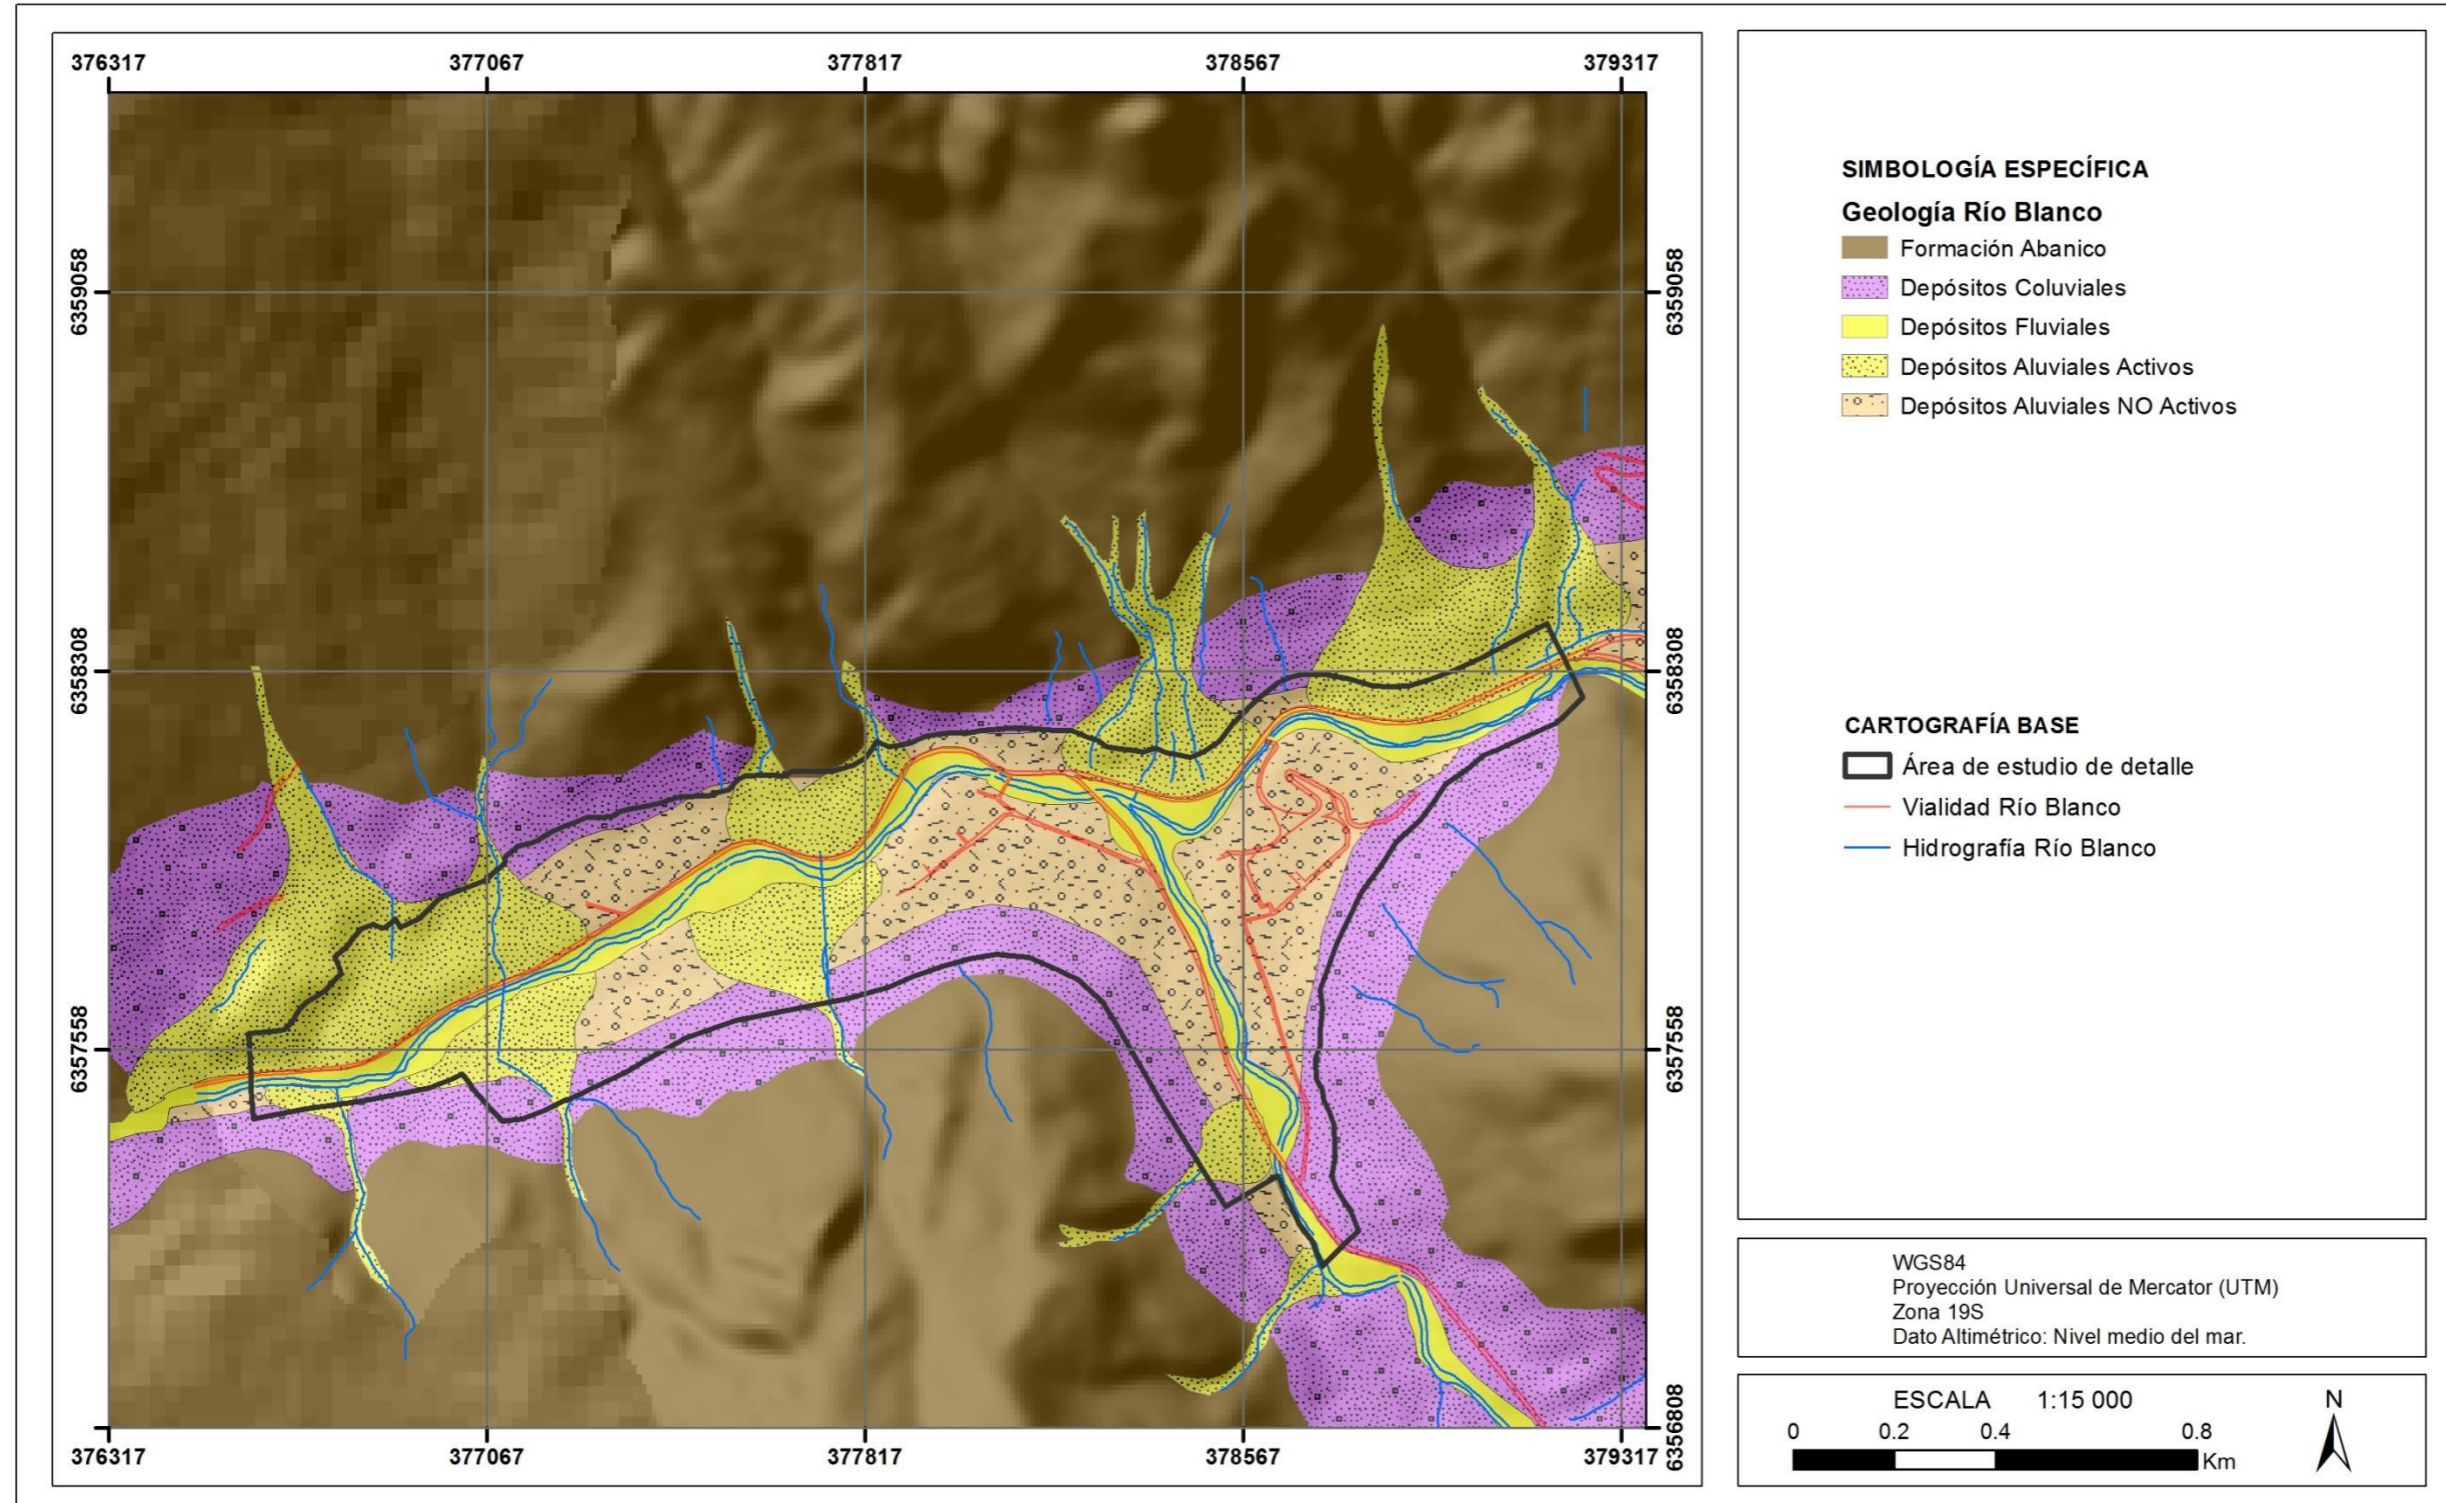 376317 377067 377817 378567 379317
6359058 6359058
6358308 6358308
6357558 6357558
6356808
376317 377067 377817 378567 379317
SIMBOLOGÍA ESPECÍFICA
Geología Río Blanco
Formación Abanico
Depósitos Coluviales
Depósitos Fluviales
Depósitos Aluviales Activos
Depósitos Aluviales NO Activos
CARTOGRAFÍA BASE
Área de estudio de detalle
Vialidad Río Blanco
Hidrografía Río Blanco
WGS84
Proyección Universal de Mercator (UTM)
Zona 19S
Dato Altimétrico: Nivel medio del mar.
ESCALA 1:15 000 N
0 0.2 0.4 0.8
Km